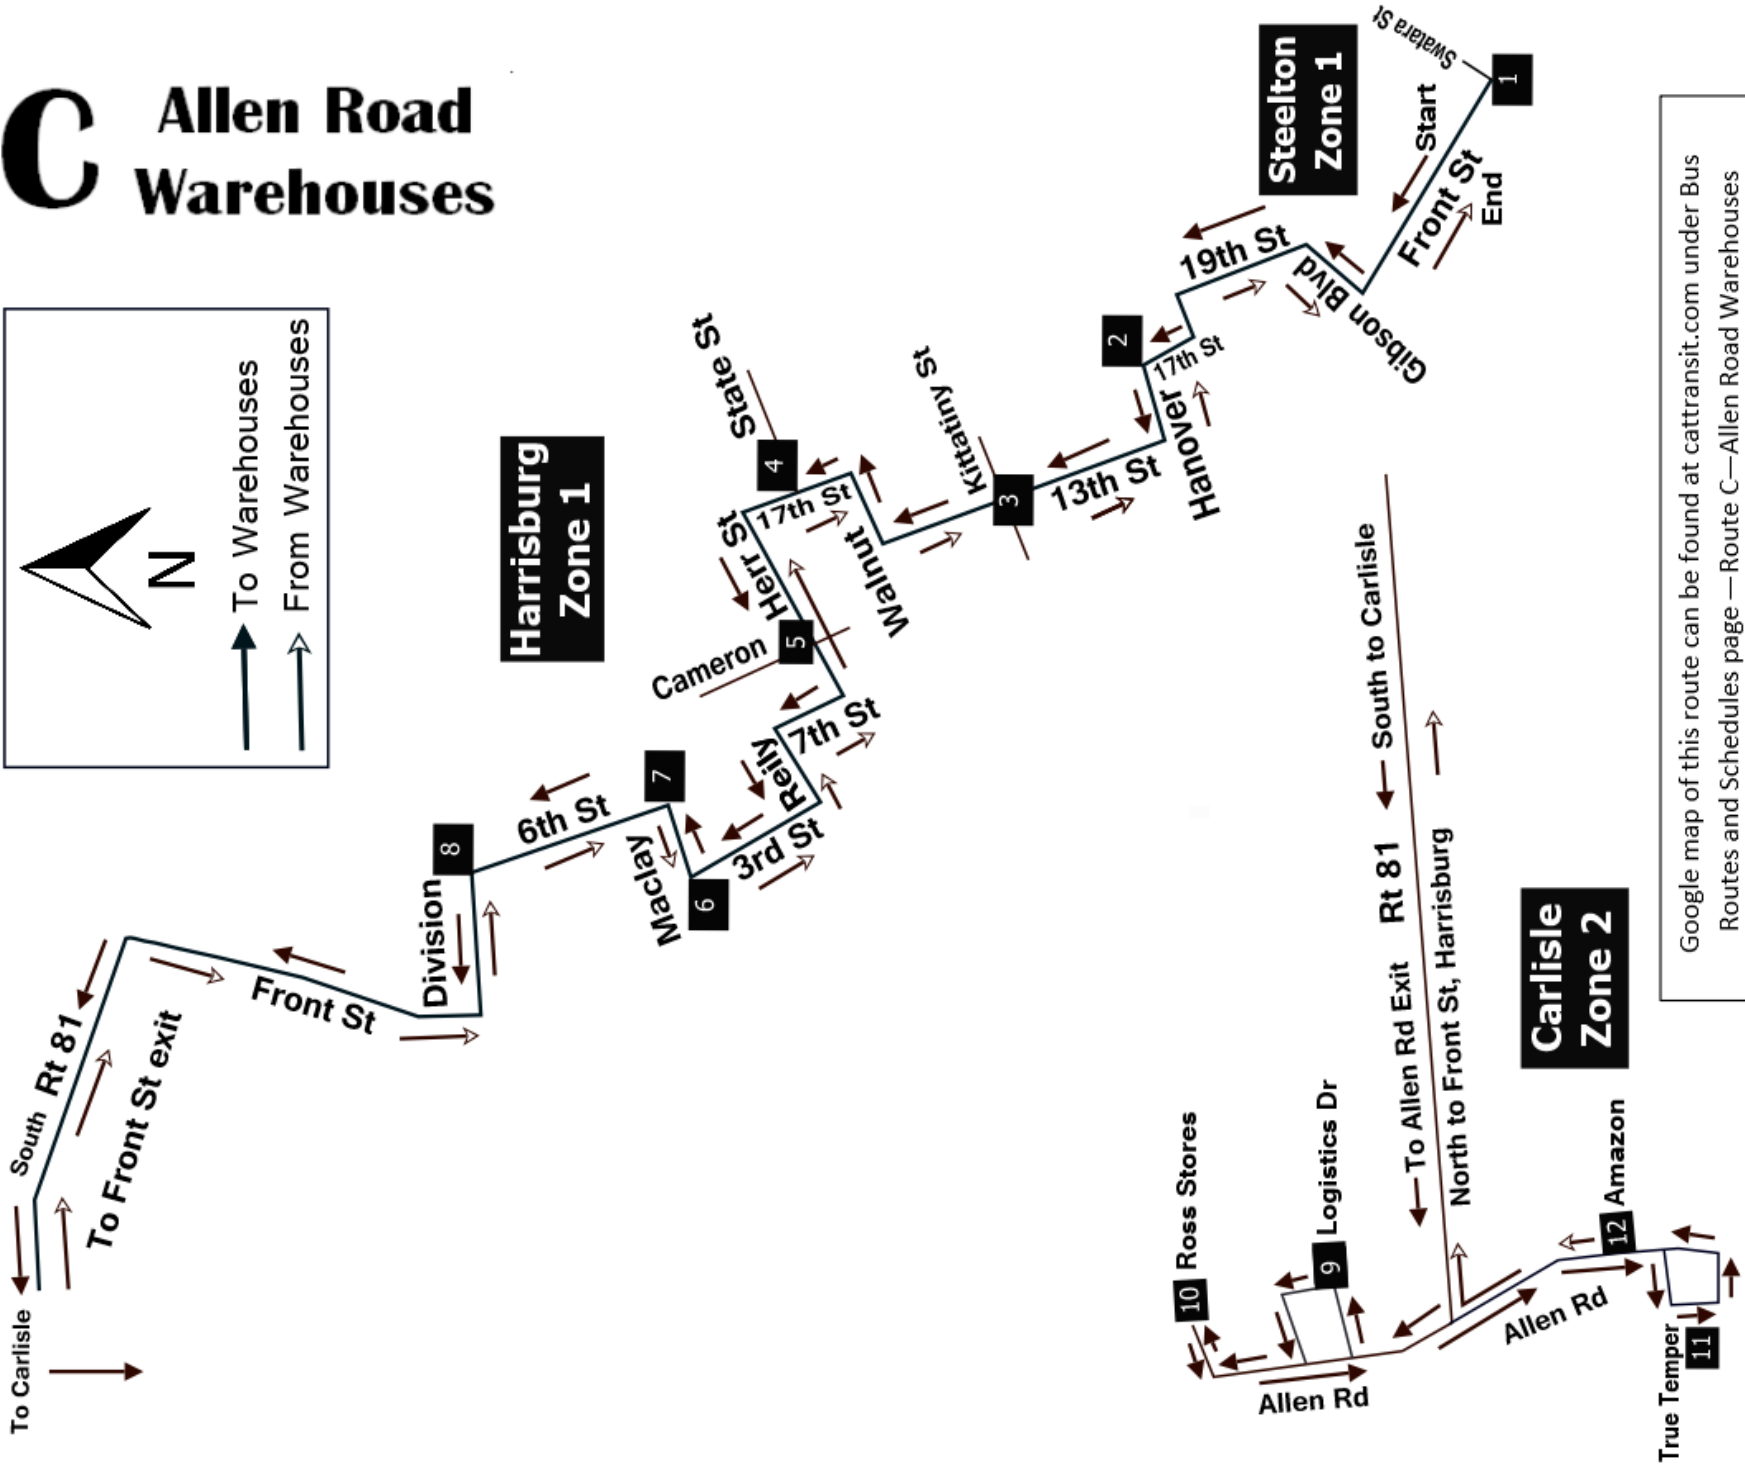 C
Allen Road
Warehouses
N
To Warehouses
From Warehouses
Steelton
Zone 1
Swatara St
1
Start
Front St
End
Gibson Blvd
19th St
17th St
2
Hanover
13th St
Kittatiny St
3
Walnut
17th St
State St
4
Herr St
Harrisburg
Zone 1
Cameron
5
7th St
Reily
3rd St
6
Maclay
7
6th St
8
Division
Front St
South Rt 81
To Front St exit
To Carlisle
South to Carlisle
Rt 81
To Allen Rd Exit
North to Front St, Harrisburg
Carlisle
Zone 2
Logistics Dr
9
Ross Stores
10
Allen Rd
Allen Rd
True Temper
11
Amazon
12
Google map of this route can be found at cattransit.com under Bus
Routes and Schedules page —Route C—Allen Road Warehouses